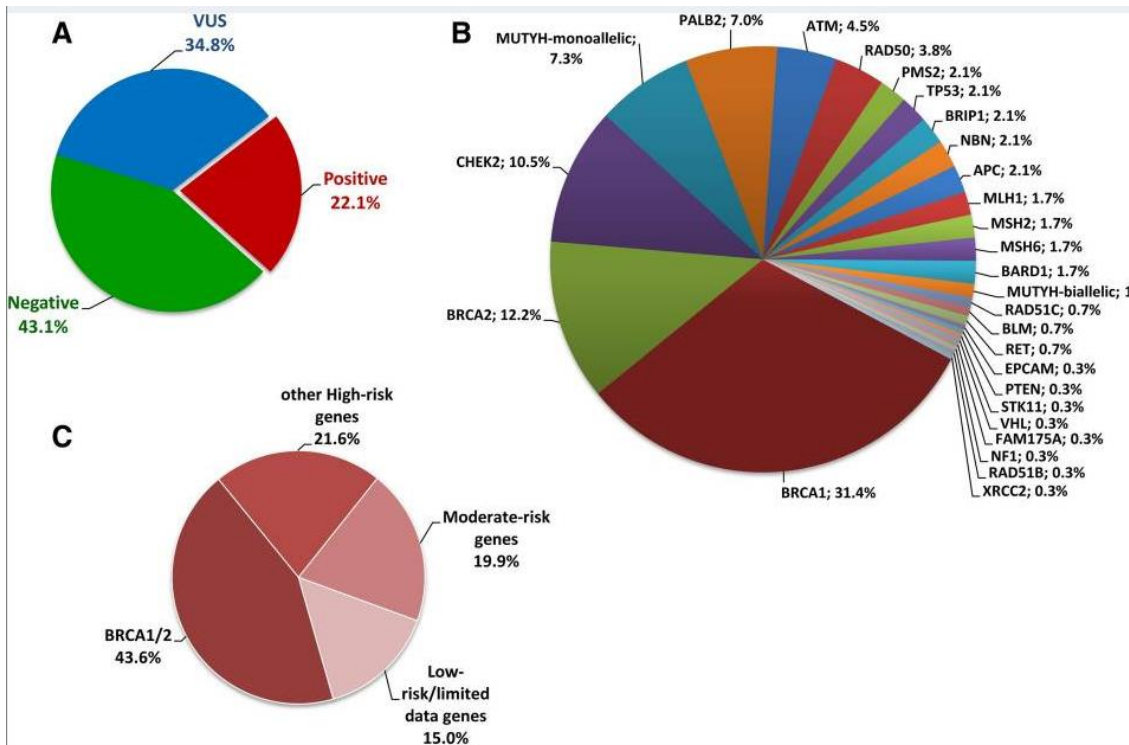 A
VUS
34.8%
Positive
22.1%
Negative
43.1%
B
PALB2; 7.0%
ATM; 4.5%
MUTYH-monoallelic;
7.3%
RAD50; 3.8%
PMS2; 2.1%
TP53; 2.1%
BRIP1; 2.1%
NBN; 2.1%
CHEK2; 10.5%
APC; 2.1%
MLH1; 1.7%
MSH2; 1.7%
MSH6; 1.7%
BARD1; 1.7%
MUTYH-biallelic; 1
RAD51C; 0.7%
BRCA2; 12.2%
BLM; 0.7%
RET; 0.7%
EPCAM; 0.3%
PTEN; 0.3%
STK11; 0.3%
VHL; 0.3%
FAM175A; 0.3%
NF1; 0.3%
RAD51B; 0.3%
XRCC2; 0.3%
BRCA1; 31.4%
C
other High-risk
genes
21.6%
Moderate-risk
genes
19.9%
BRCA1/2
43.6%
Low-
risk/limited
data genes
15.0%